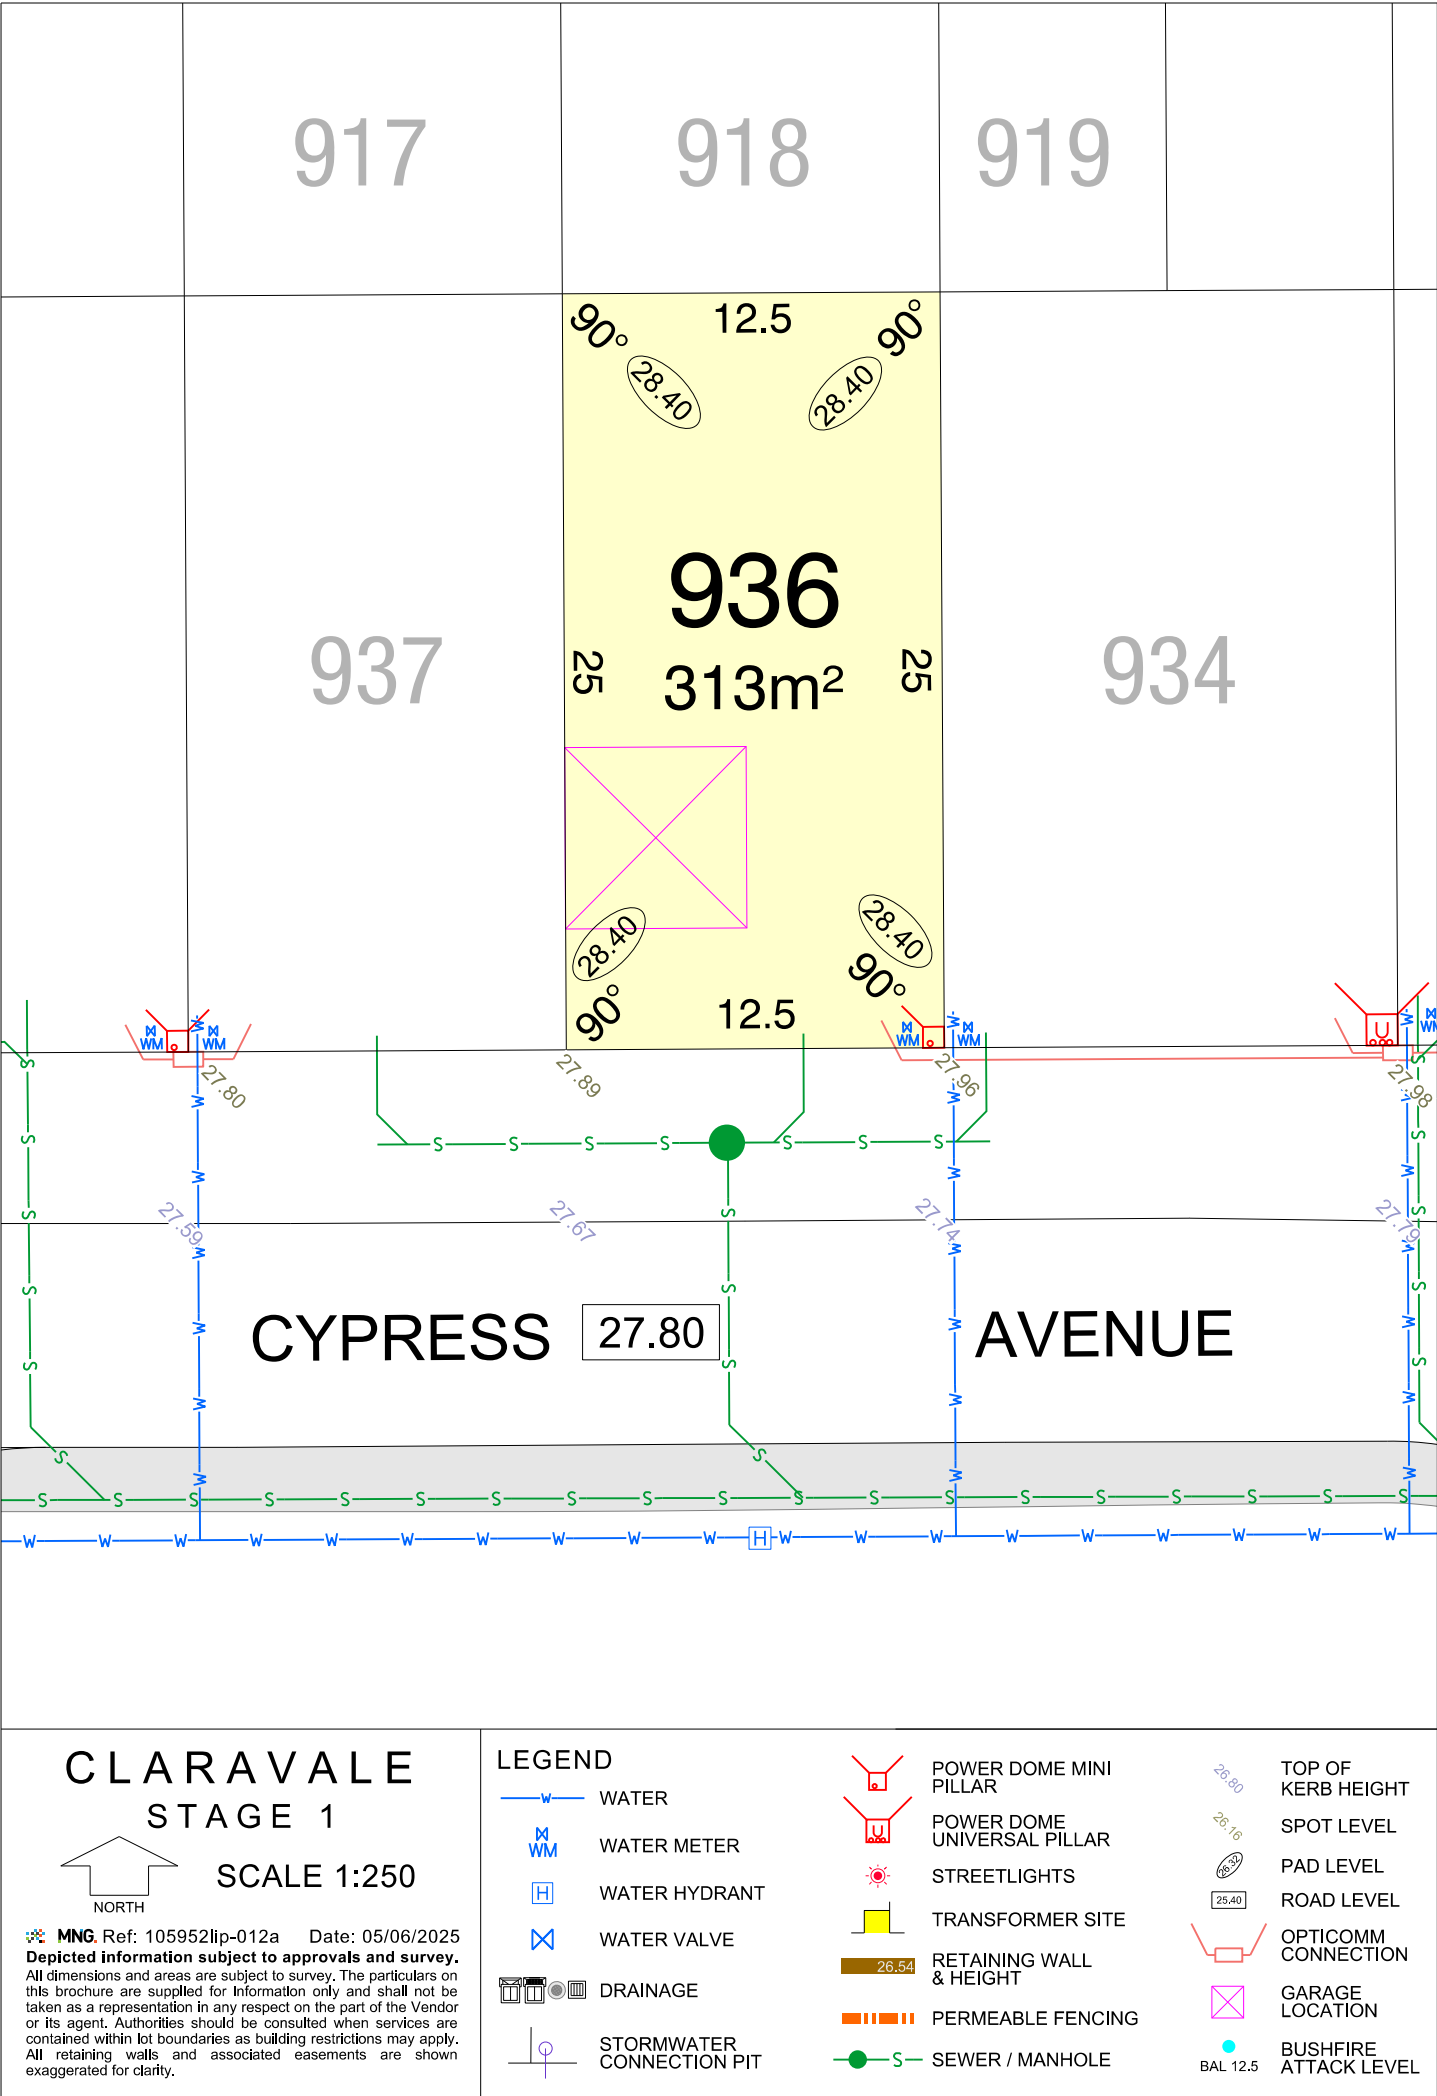 917
918
919
90°
12.5
90°
28.40
28.40
936
313m²
25
25
937
934
28.40
28.40
90°
90°
12.5
WM
WM
WM
WM
U
WM
27.80
27.89
27.96
27.98
27.59
27.67
27.74
27.79
CYPRESS
27.80
AVENUE
H
CLARAVALE
STAGE 1
SCALE 1:250
NORTH
MNG. Ref: 105952lip-012a Date: 05/06/2025
Depicted information subject to approvals and survey.
All dimensions and areas are subject to survey. The particulars on
this brochure are supplied for information only and shall not be
taken as a representation in any respect on the part of the Vendor
or its agent. Authorities should be consulted when services are
contained within lot boundaries as building restrictions may apply.
All retaining walls and associated easements are shown
exaggerated for clarity.
LEGEND
W WATER
WM WATER METER
H WATER HYDRANT
WATER VALVE
DRAINAGE
STORMWATER
CONNECTION PIT
POWER DOME MINI
PILLAR
POWER DOME
UNIVERSAL PILLAR
U
STREETLIGHTS
TRANSFORMER SITE
26.54
RETAINING WALL
& HEIGHT
PERMEABLE FENCING
S SEWER / MANHOLE
26.80
TOP OF
KERB HEIGHT
26.16 SPOT LEVEL
26.32 PAD LEVEL
25.40 ROAD LEVEL
OPTICOMM
CONNECTION
GARAGE
LOCATION
BAL 12.5
BUSHFIRE
ATTACK LEVEL